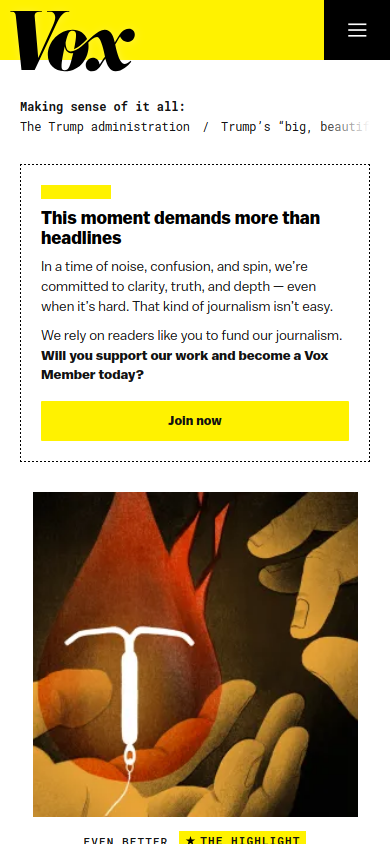 Vox
Making sense of it all:
The Trump administration / Trump's “big, beauti
This moment demands more than
headlines
In a time of noise, confusion, and spin, we're
committed to clarity, truth, and depth — even
when it's hard. That kind of journalism isn't easy.
We rely on readers like you to fund our journalism.
Will you support our work and become a Vox
Member today?
Join now
EVEN BETTER ★ THE HIGHLIGHT